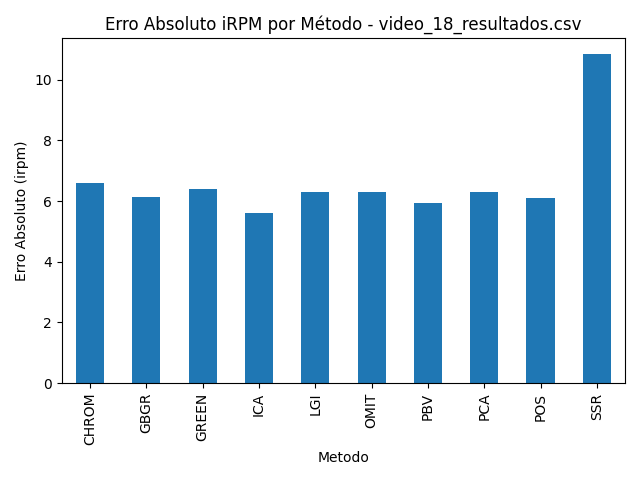 Erro Absoluto iRPM por Método - video_18_resultados.csv
Erro Absoluto (irpm)
10
8
6
4
2
0
CHROM
GBGR
GREEN
ICA
LGI
OMIT
PBV
PCA
POS
SSR
Metodo